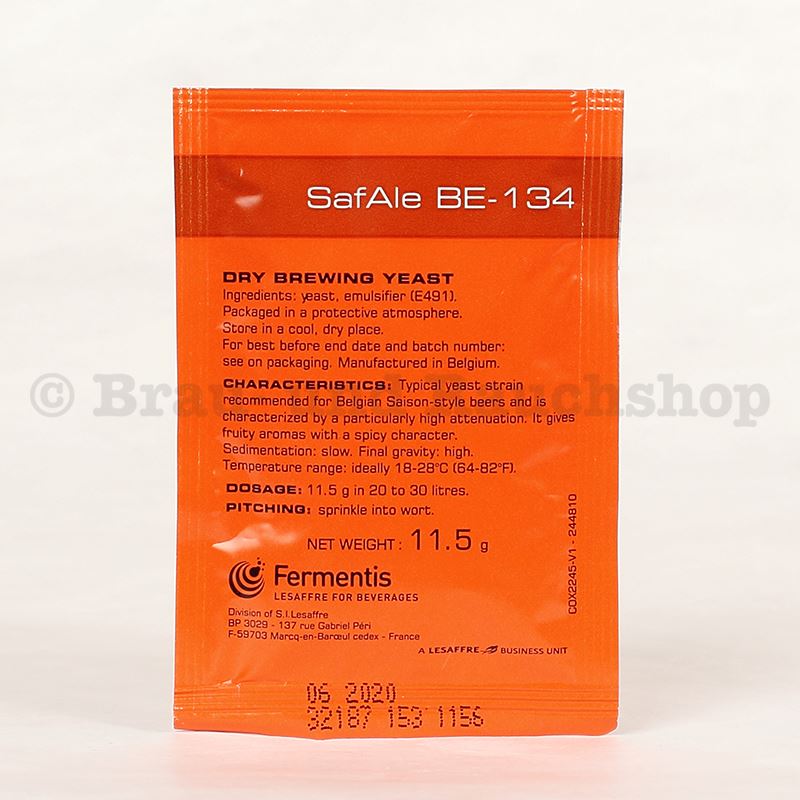 SafAle BE-134
DRY BREWING YEAST
Ingredients: yeast, emulsifier (E491).
Packaged in a protective atmosphere.
Store in a cool, dry place.
For best before end date and batch number:
see on packaging. Manufactured in Belgium.
CHARACTERISTICS: Typical yeast strain
recommended for Belgian Saison-style beers and is
characterized by a particularly high attenuation. It gives
fruity aromas with a spicy character.
Sedimentation: slow. Final gravity: high.
Temperature range: ideally 18-28°C (64-82°F).
DOSAGE: 11.5 g in 20 to 30 litres.
PITCHING: sprinkle into wort.
NET WEIGHT: 11.5 g
Fermentis
LESAFFRE FOR BEVERAGES
Division of S.I.Lesaffre
BP 3029 - 137 rue Gabriel Péri
F-59703 Marcq-en-Barœul cedex - France
A LESAFFRE BUSINESS UNIT
COX2245-V1 - 244810
06 2020
32187 153 1156
© Brau uchshop